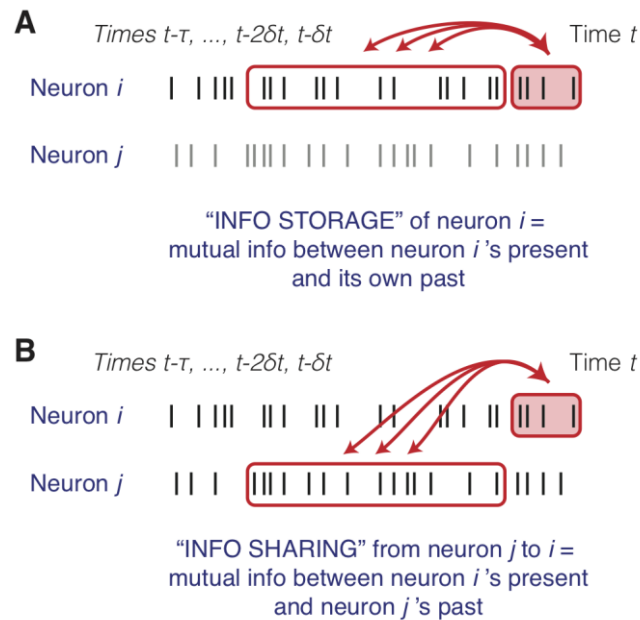 A
Times t-τ, ..., t-2δt, t-δt Time t
Neuron i
Neuron j
“INFO STORAGE” of neuron i =
mutual info between neuron i ’s present
and its own past
B
Times t-τ, ..., t-2δt, t-δt Time t
Neuron i
Neuron j
“INFO SHARING” from neuron j to i =
mutual info between neuron i ’s present
and neuron j ’s past